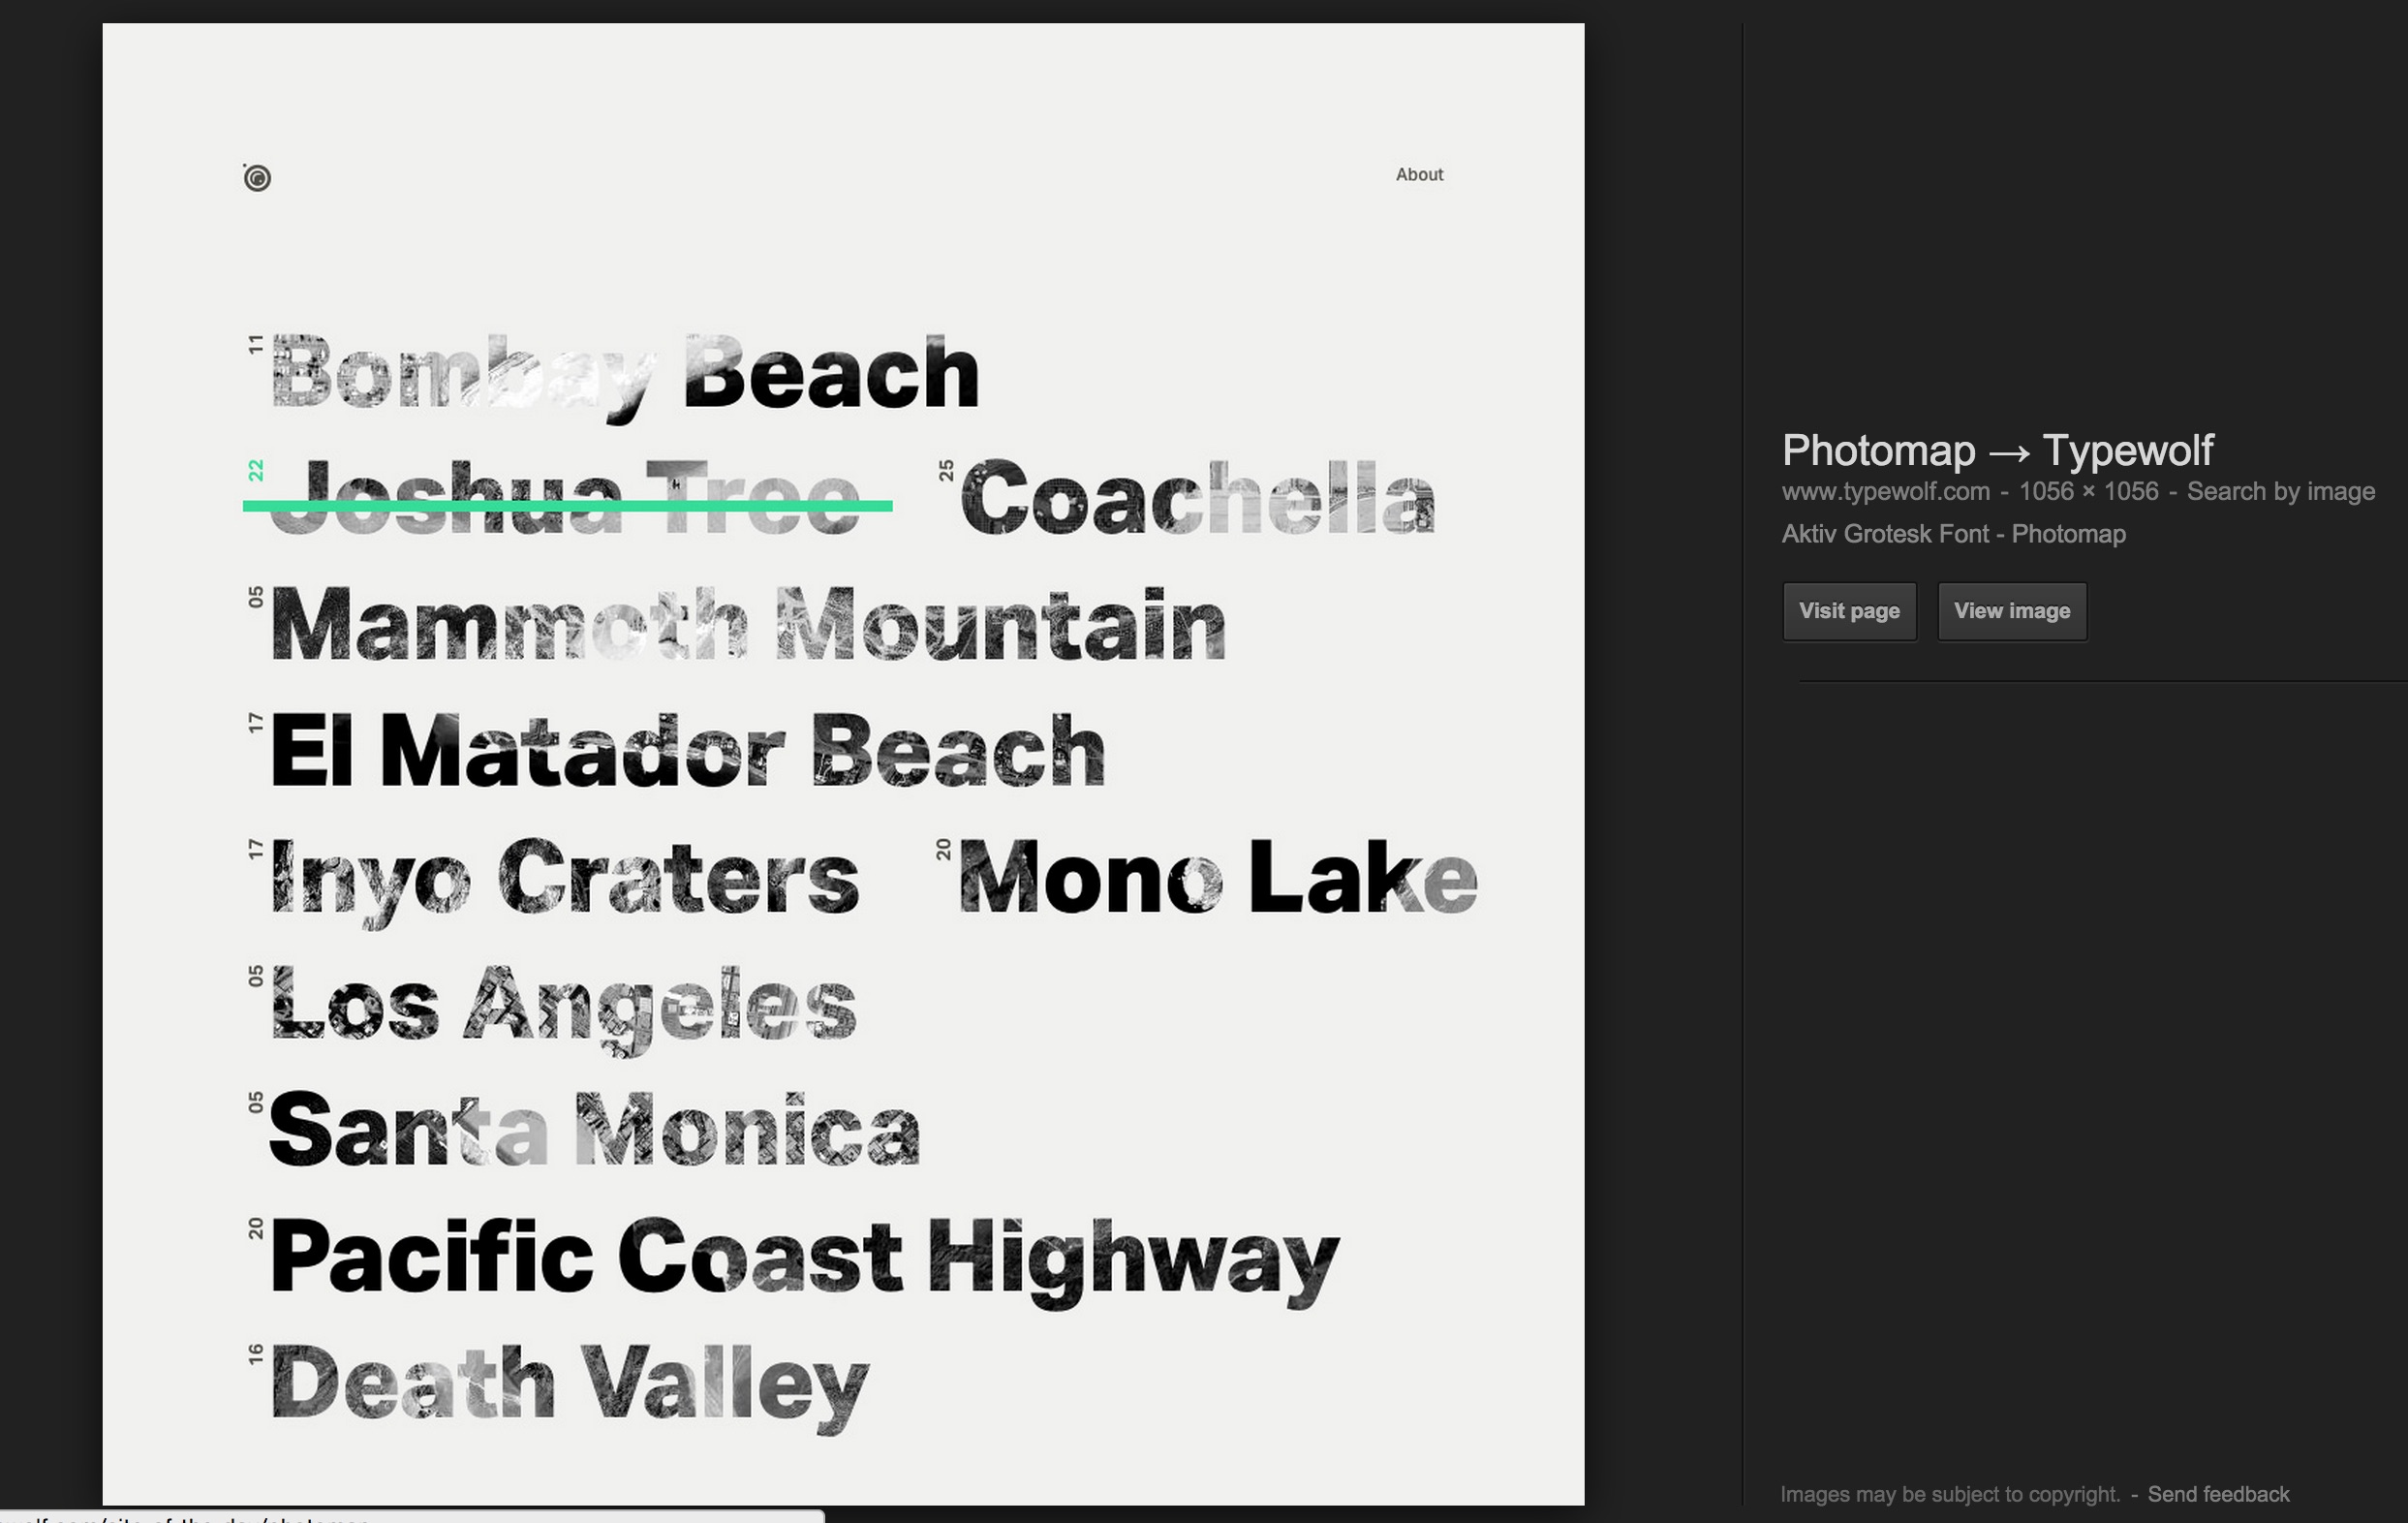 About
11 Bombay Beach
22 Joshua Tree 25 Coachella
05 Mammoth Mountain
17 El Matador Beach
17 Inyo Craters 20 Mono Lake
05 Los Angeles
05 Santa Monica
20 Pacific Coast Highway
16 Death Valley
Photomap → Typewolf
www.typewolf.com - 1056 × 1056 - Search by image
Aktiv Grotesk Font - Photomap
Visit page View image
Images may be subject to copyright. - Send feedback